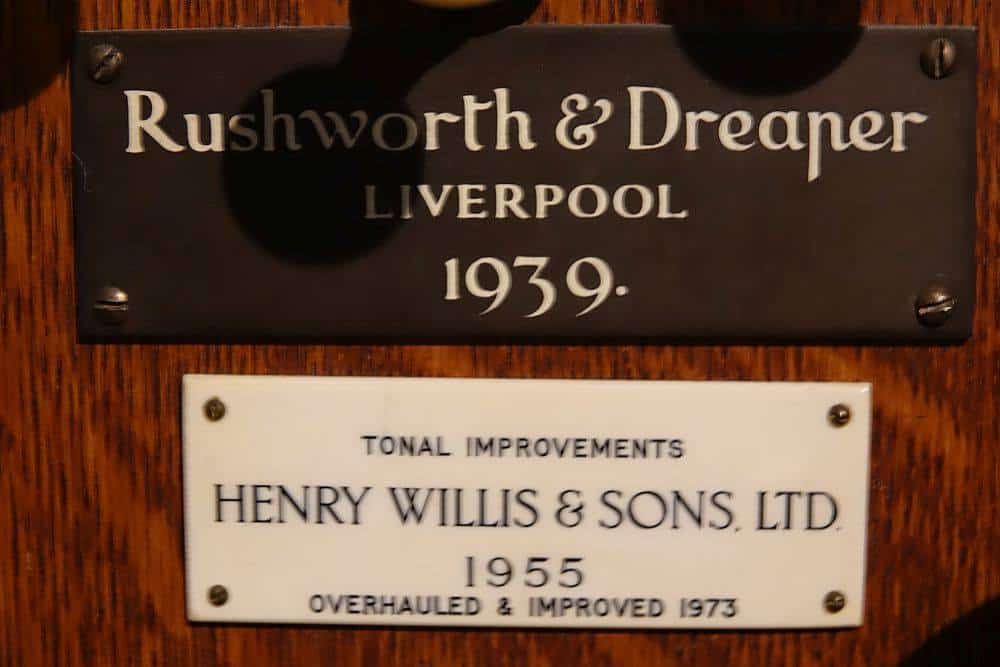 Rushworth & Dreaper
LIVERPOOL
1939.
TONAL IMPROVEMENTS
HENRY WILLIS & SONS, LTD.
1955
OVERHAULED & IMPROVED 1973